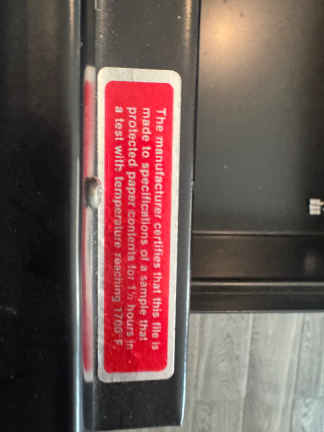 The manufacturer certifies that this file is
made to specifications of a sample that
protected paper contents for 1½ hours in
a test with temperature reaching 1700°F.